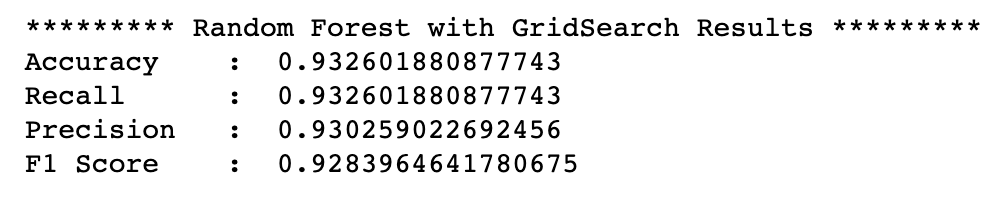 ********* Random Forest with GridSearch Results *********
Accuracy : 0.932601880877743
Recall : 0.932601880877743
Precision : 0.930259022692456
F1 Score : 0.9283964641780675